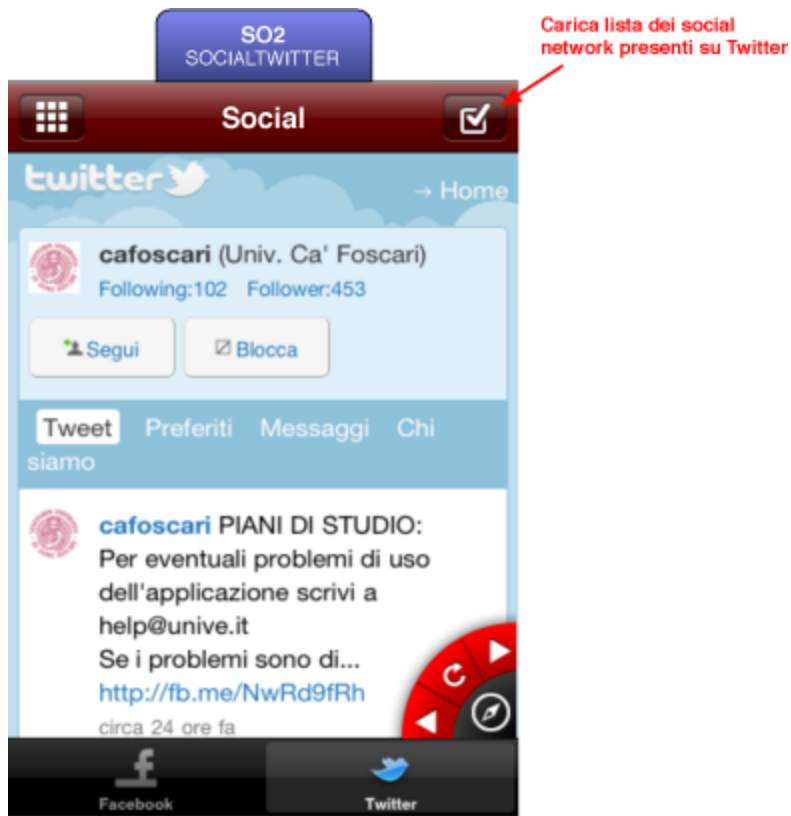 SO2
SOCIALTWITTER
Carica lista dei social
network presenti su Twitter
Social
twitter
→ Home
cafoscari (Univ. Ca' Foscari)
Following:102 Follower:453
Segui
Blocca
Tweet Preferiti Messaggi Chi
siamo
cafoscari PIANI DI STUDIO:
Per eventuali problemi di uso
dell'applicazione scrivi a
help@unive.it
Se i problemi sono di...
http://fb.me/NwRd9fRh
circa 24 ore fa
Facebook
Twitter